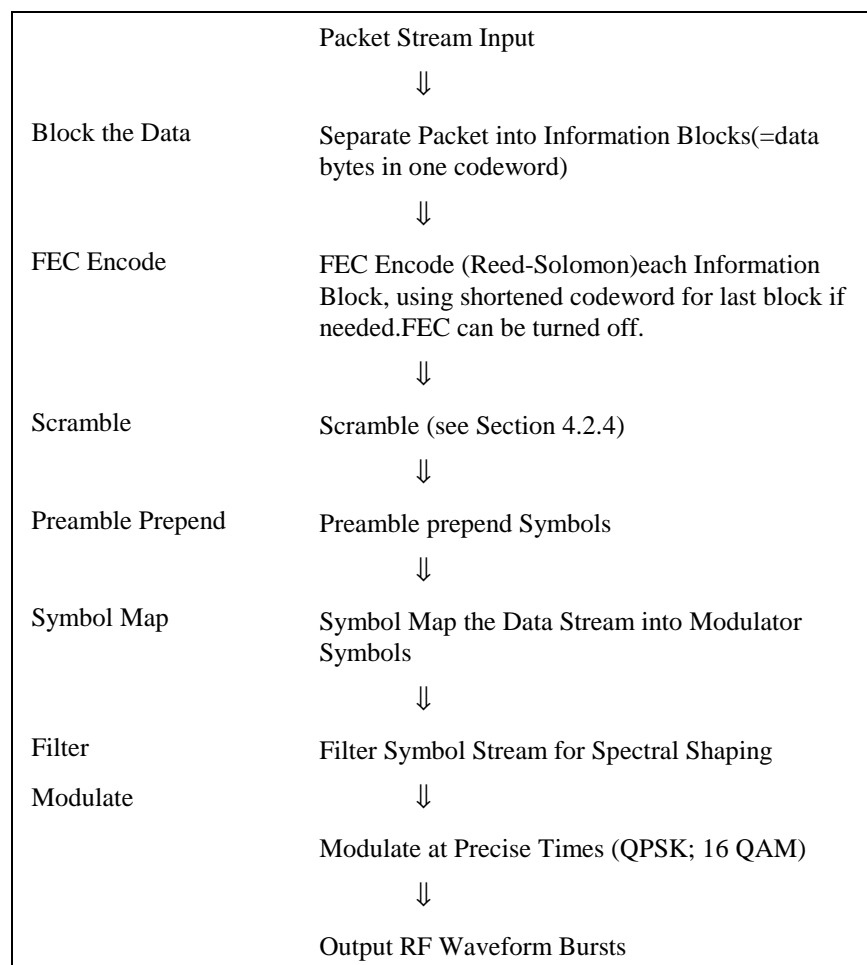 Packet Stream Input
⇓
Block the Data Separate Packet into Information Blocks(=data
bytes in one codeword)
⇓
FEC Encode FEC Encode (Reed-Solomon)each Information
Block, using shortened codeword for last block if
needed.FEC can be turned off.
⇓
Scramble Scramble (see Section 4.2.4)
⇓
Preamble Prepend Preamble prepend Symbols
⇓
Symbol Map Symbol Map the Data Stream into Modulator
Symbols
⇓
Filter Filter Symbol Stream for Spectral Shaping
Modulate ⇓
Modulate at Precise Times (QPSK; 16 QAM)
⇓
Output RF Waveform Bursts